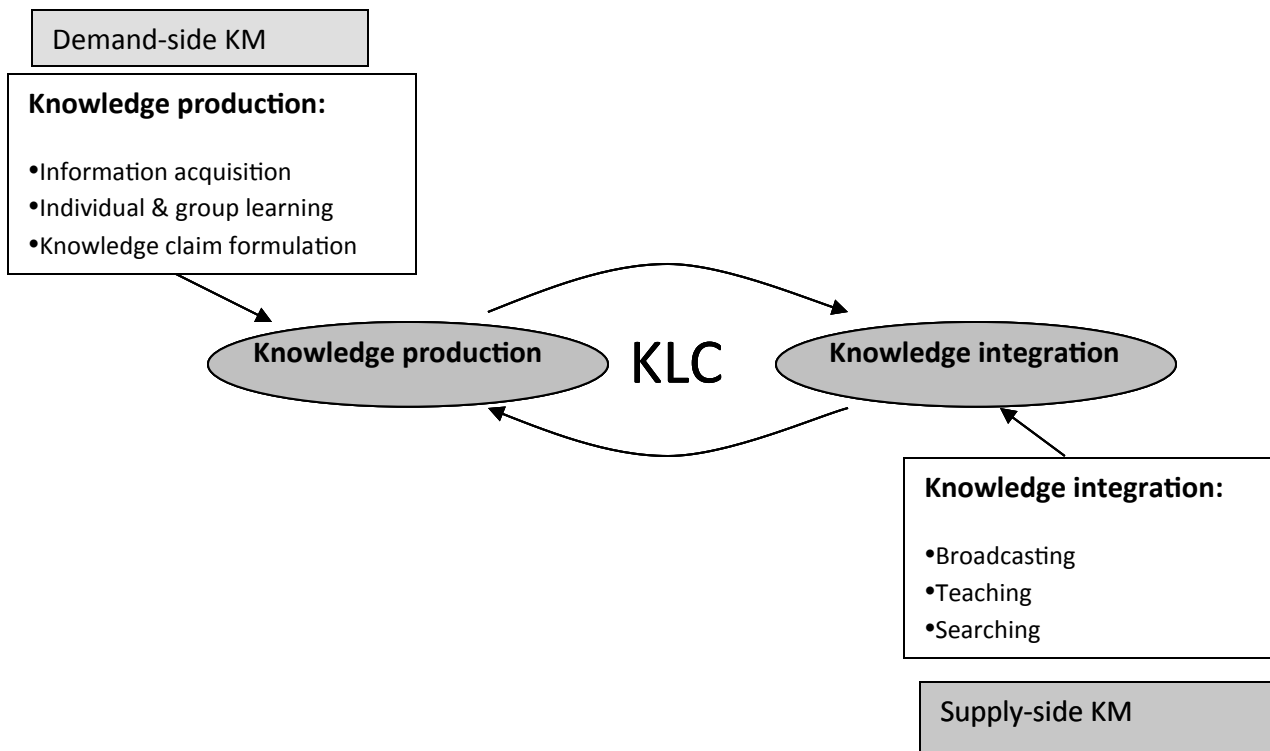 Demand-side KM
Knowledge production:
•Information acquisition
•Individual & group learning
•Knowledge claim formulation
Knowledge production
KLC
Knowledge integration
Knowledge integration:
•Broadcasting
•Teaching
•Searching
Supply-side KM